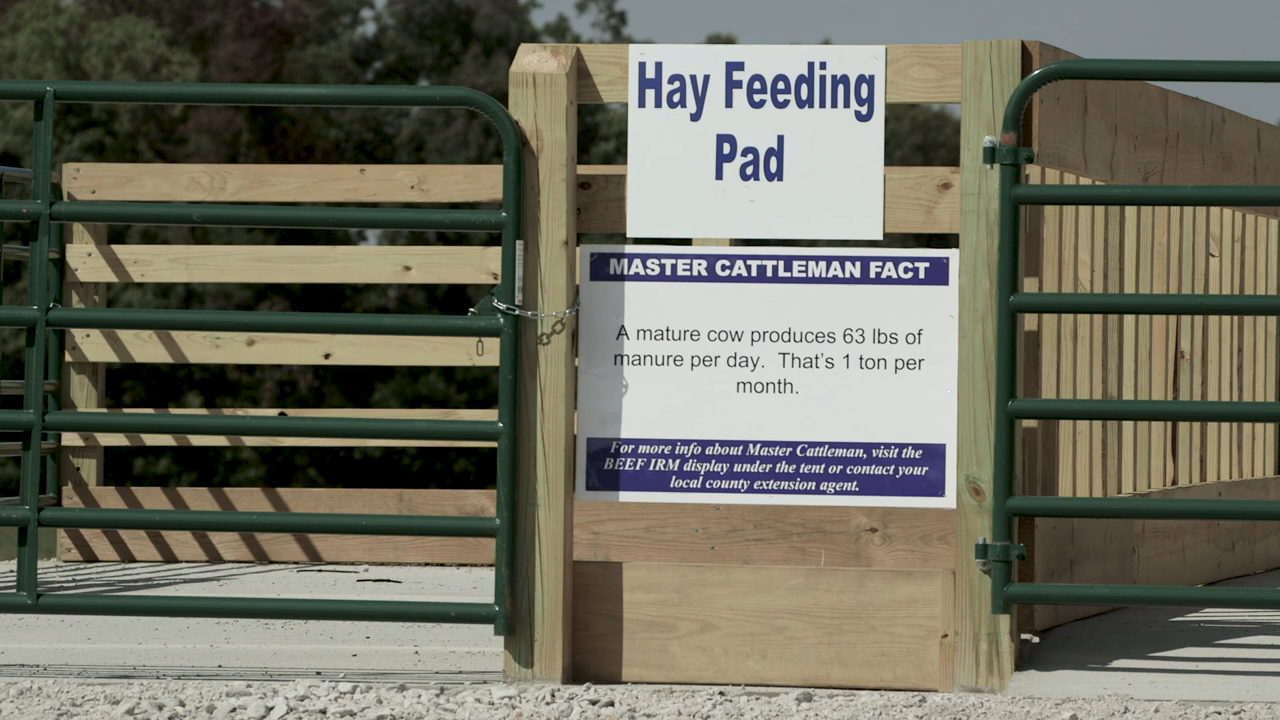 Hay Feeding
Pad
MASTER CATTLEMAN FACT
A mature cow produces 63 lbs of
manure per day.  That's 1 ton per
month.
For more info about Master Cattleman, visit the
BEEF IRM display under the tent or contact your
local county extension agent.